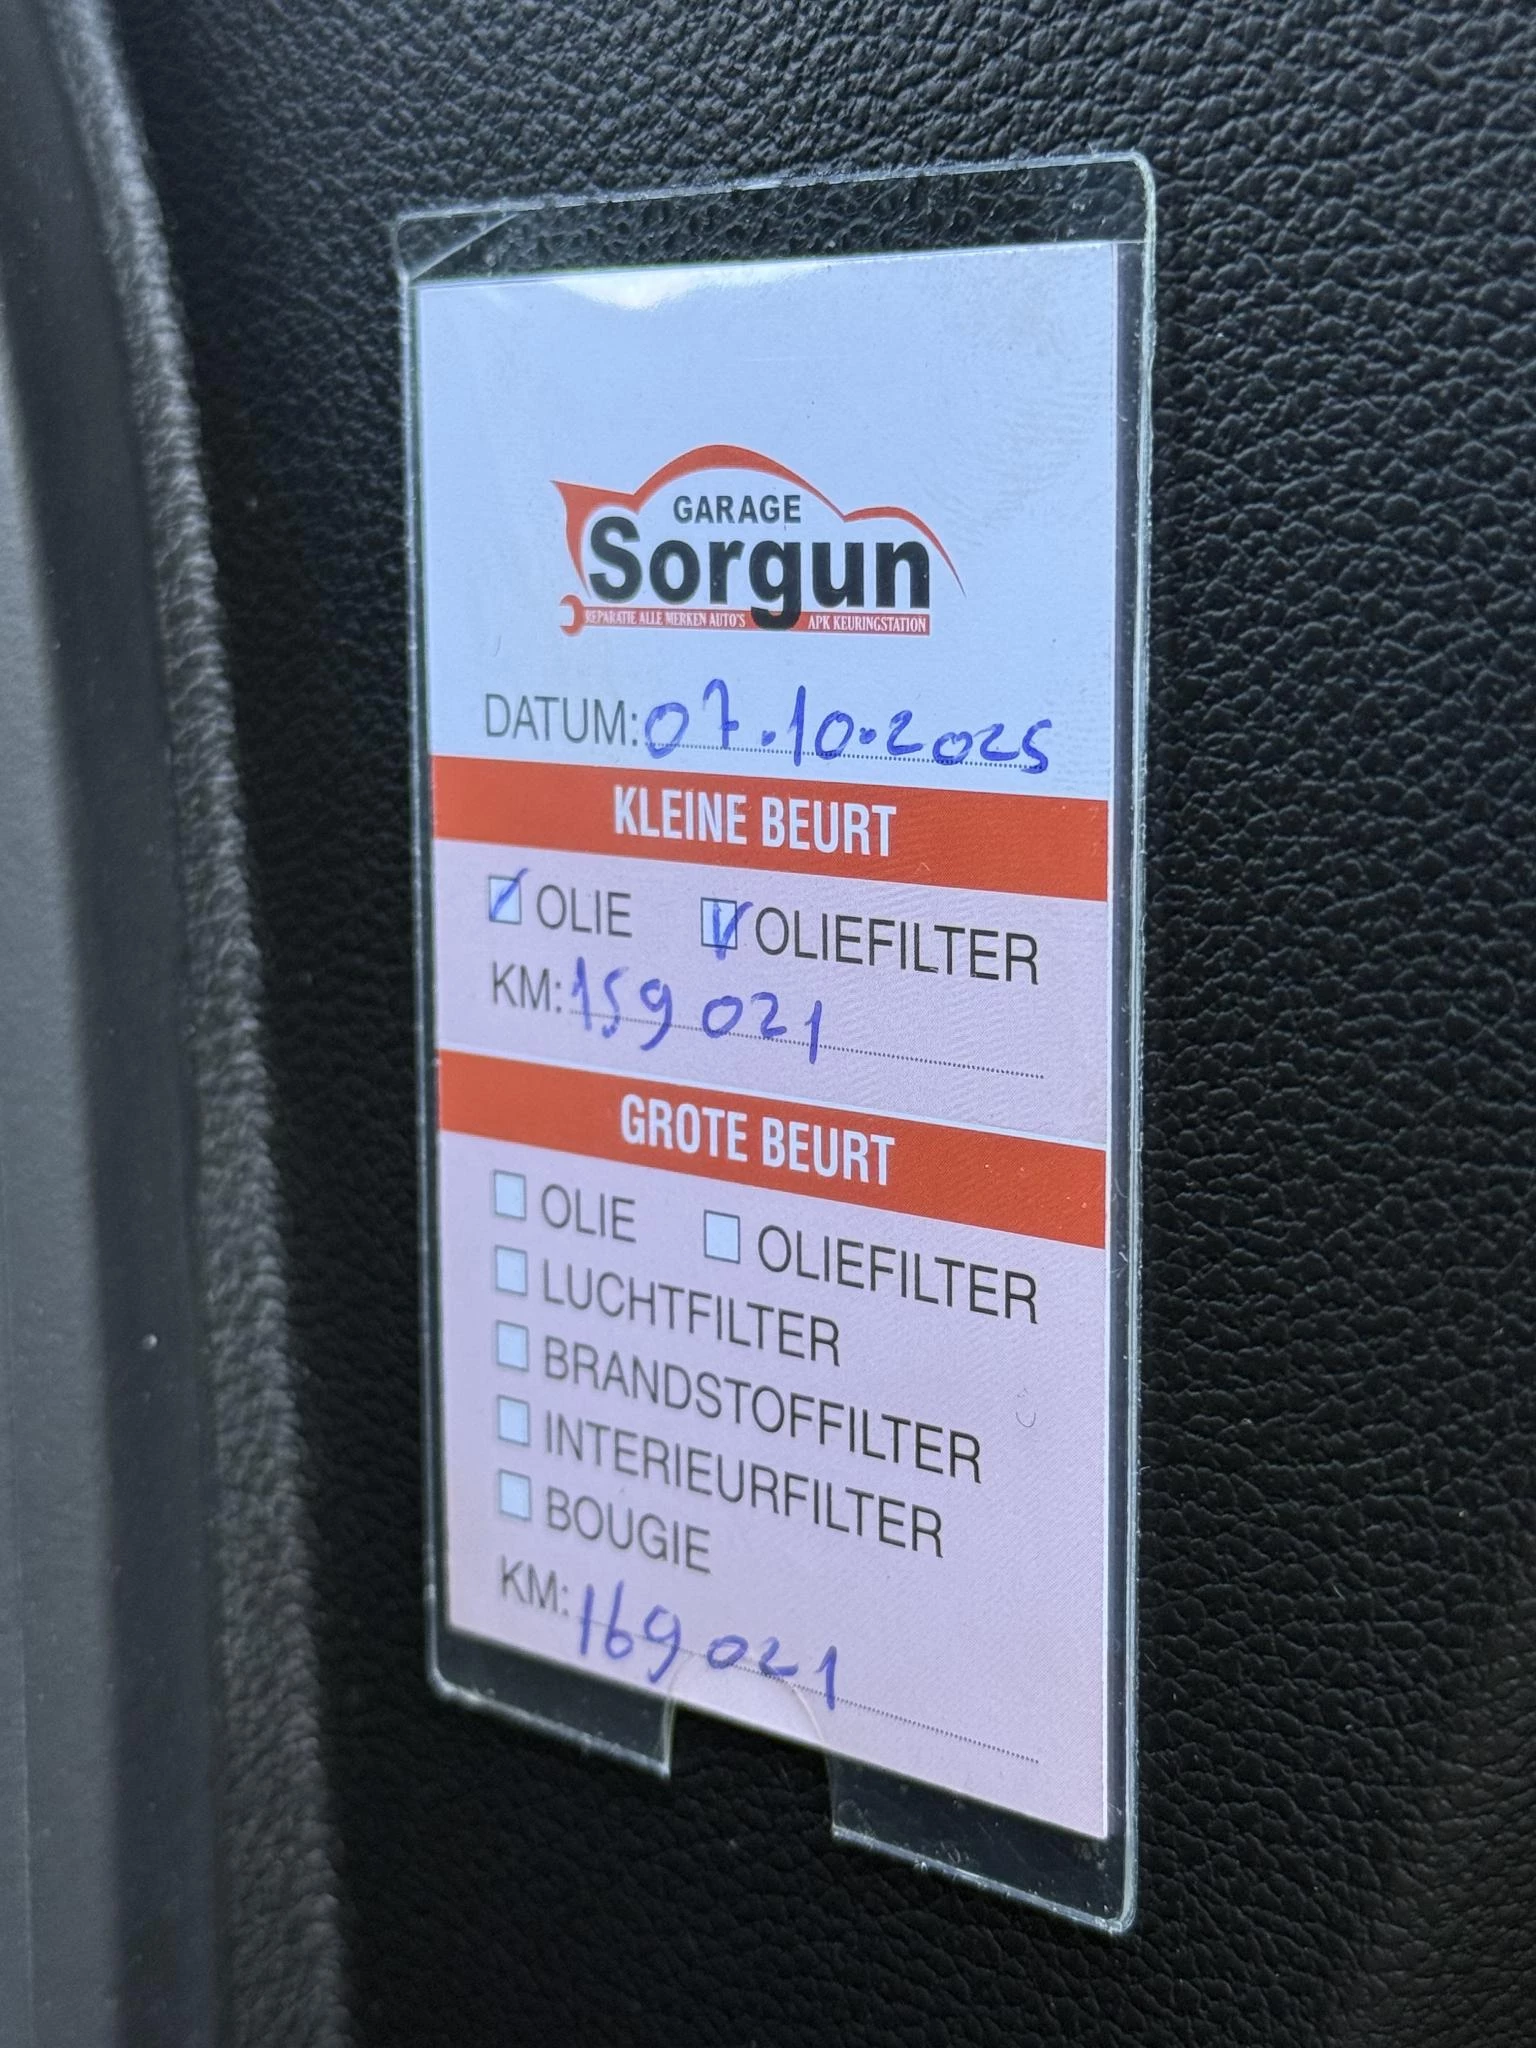 GARAGE
Sorgun
REPARATIE ALLE MERKEN AUTO'S APK KEURINGSTATION
DATUM: 07.10.2025
KLEINE BEURT
OLIE OLIEFILTER
KM: 159 021
GROTE BEURT
OLIE OLIEFILTER
LUCHTFILTER
BRANDSTOFFILTER
INTERIEURFILTER
BOUGIE
KM: 169 021